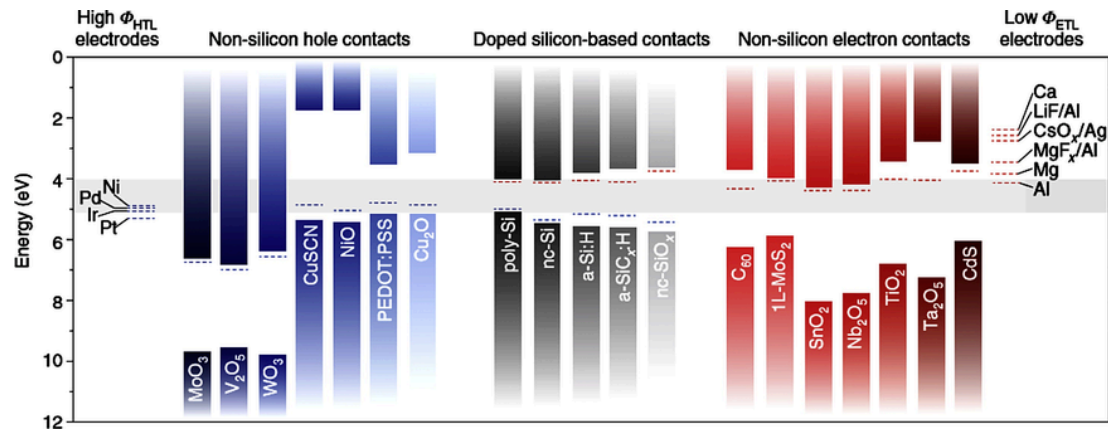 High Φ_HTL
electrodes
Non-silicon hole contacts
Doped silicon-based contacts
Non-silicon electron contacts
Low Φ_ETL
electrodes
Energy (eV)
0
2
4
6
8
10
12
Ni
Pd
Ir
Pt
MoO₃
V₂O₅
WO₃
CuSCN
NiO
PEDOT:PSS
Cu₂O
poly-Si
nc-Si
a-Si:H
a-SiCₓ:H
nc-SiOₓ
C₆₀
1L-MoS₂
SnO₂
Nb₂O₅
TiO₂
Ta₂O₅
CdS
Ca
LiF/Al
CsOₓ/Ag
MgFₓ/Al
Mg
Al